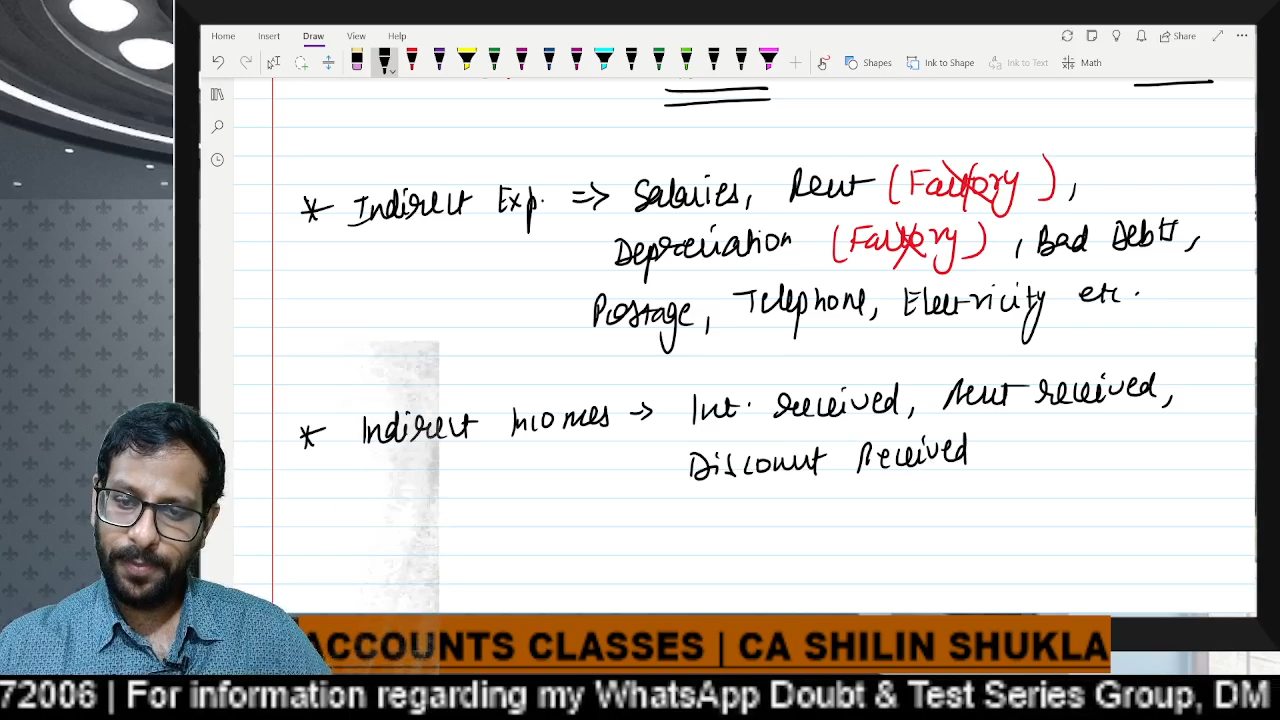 Home Insert Draw View Help Share
Shapes Ink to Shape Ink to Text Math
* Indirect Exp. => Salaries, Rent (Factory),
Depreciation (Factory), Bad Debts,
Postage, Telephone, Electricity etc.
* Indirect Incomes → Int. received, Rent received,
Discount Received
ACCOUNTS CLASSES | CA SHILIN SHUKLA
72006 | For information regarding my WhatsApp Doubt & Test Series Group, DM